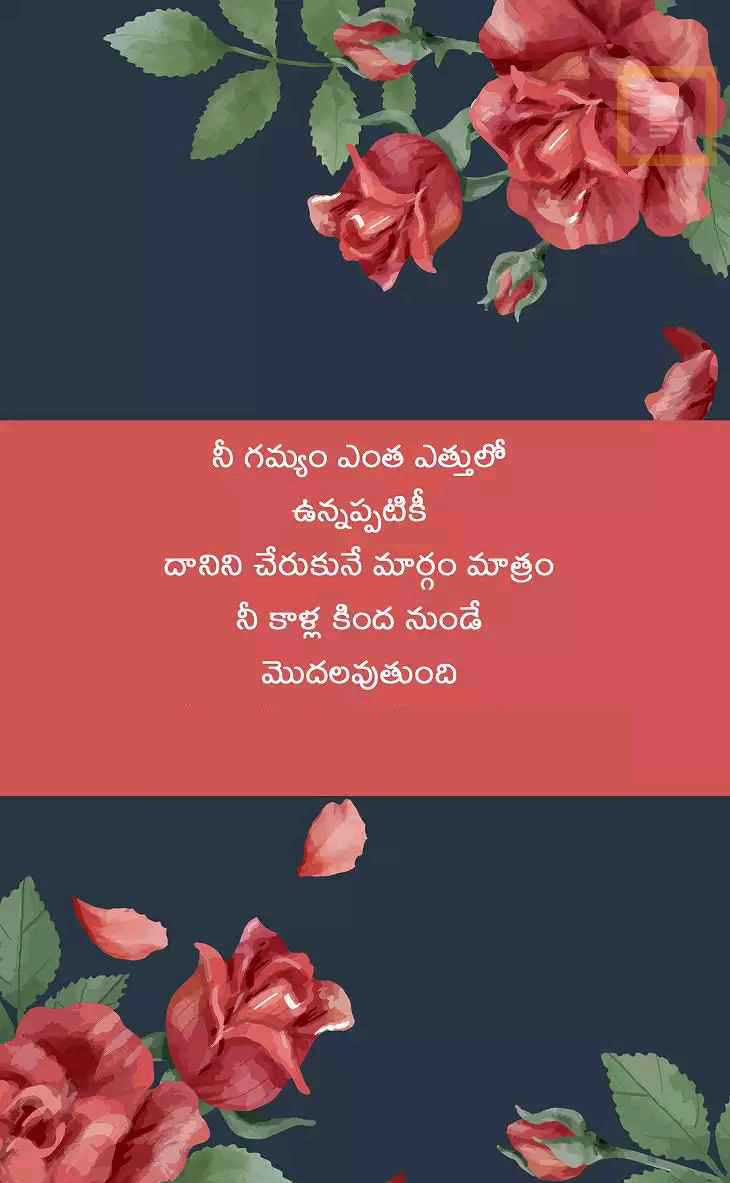 నీ గమ్యం ఎంత ఎత్తులో
ఉన్నప్పటికీ
దానిని చేరుకునే మార్గం మాత్రం
నీ కాళ్ల కింద నుండే
మొదలవుతుంది